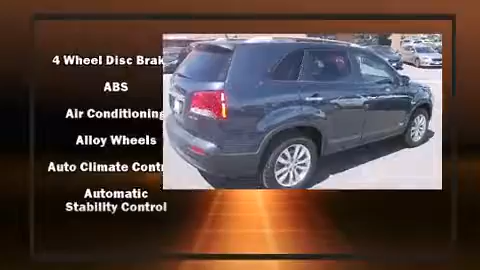 4 Wheel Disc Brak
ABS
Air Conditioning
Alloy Wheels
Auto Climate Contr
Automatic
Stability Control